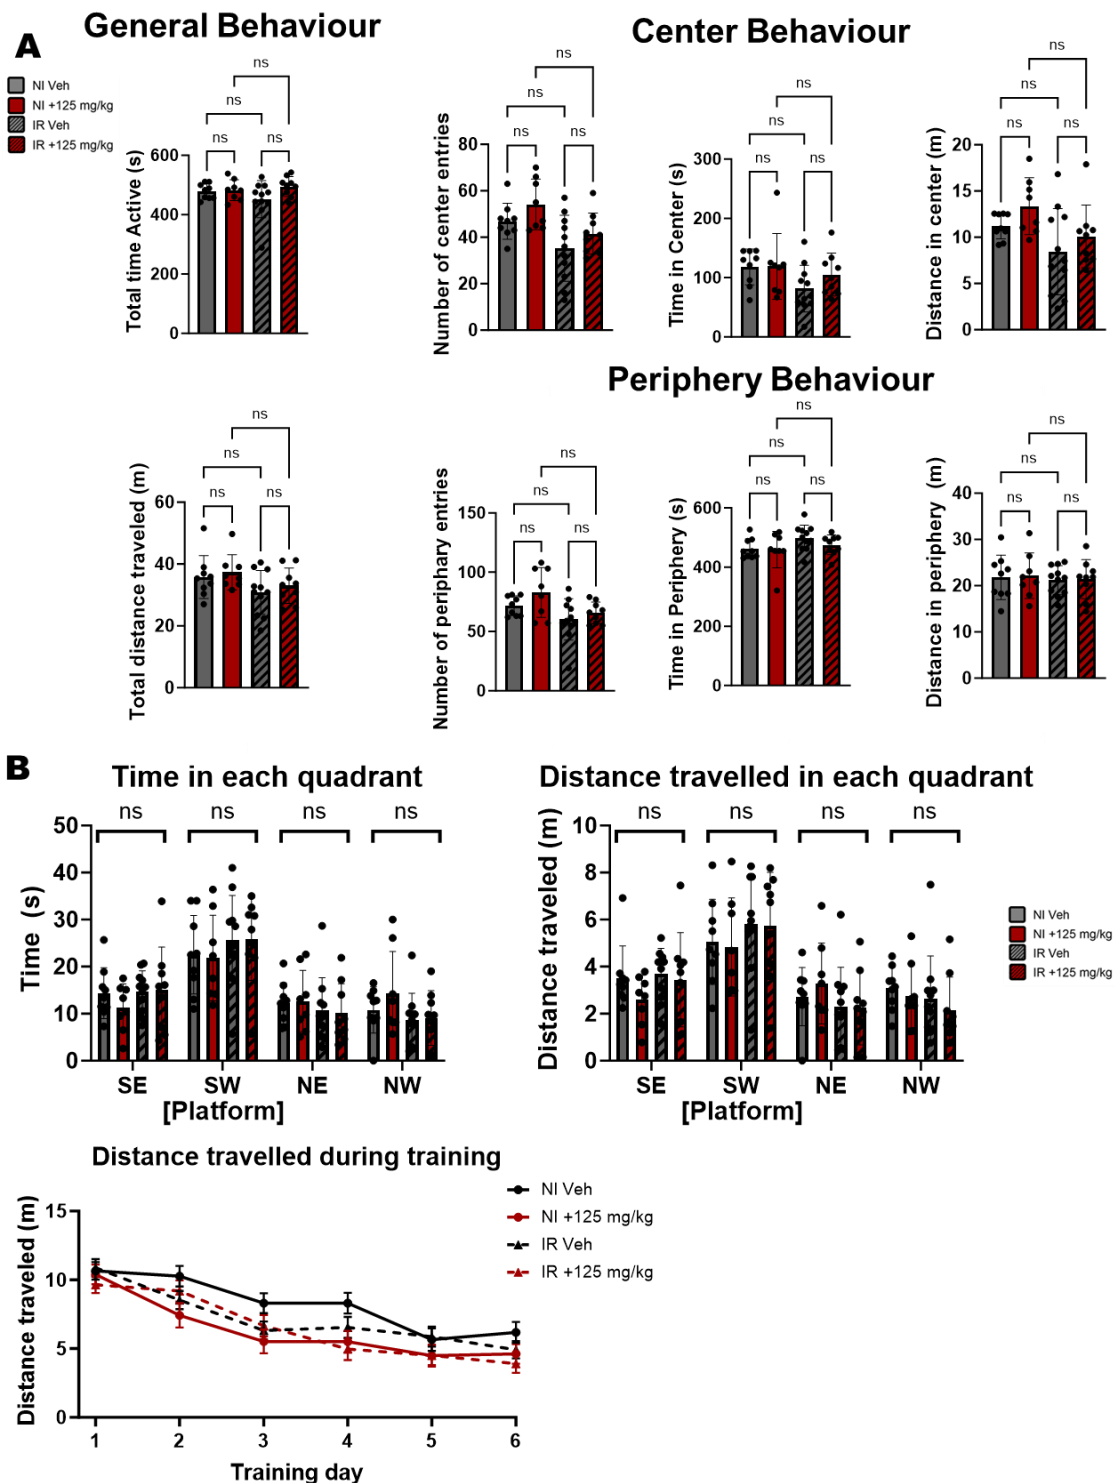 General Behaviour
Center Behaviour
A
NI Veh
NI +125 mg/kg
IR Veh
IR +125 mg/kg
ns
ns
ns
ns
Total time Active (s)
600
400
200
0
ns
ns
ns
ns
Number of center entries
80
60
40
20
0
ns
ns
ns
ns
Time in Center (s)
300
200
100
0
ns
ns
ns
ns
Distance in center (m)
20
15
10
5
0
Periphery Behaviour
ns
ns
ns
ns
Total distance traveled (m)
60
40
20
0
ns
ns
ns
ns
Number of periphary entries
150
100
50
0
ns
ns
ns
ns
Time in Periphery (s)
600
400
200
0
ns
ns
ns
ns
Distance in periphery (m)
40
30
20
10
0
B
Time in each quadrant
ns
ns
ns
ns
Time (s)
50
40
30
20
10
0
SE
SW
NE
NW
[Platform]
Distance travelled in each quadrant
ns
ns
ns
ns
Distance traveled (m)
10
8
6
4
2
0
SE
SW
NE
NW
[Platform]
NI Veh
NI +125 mg/kg
IR Veh
IR +125 mg/kg
Distance travelled during training
Distance traveled (m)
15
10
5
0
1
2
3
4
5
6
Training day
NI Veh
NI +125 mg/kg
IR Veh
IR +125 mg/kg